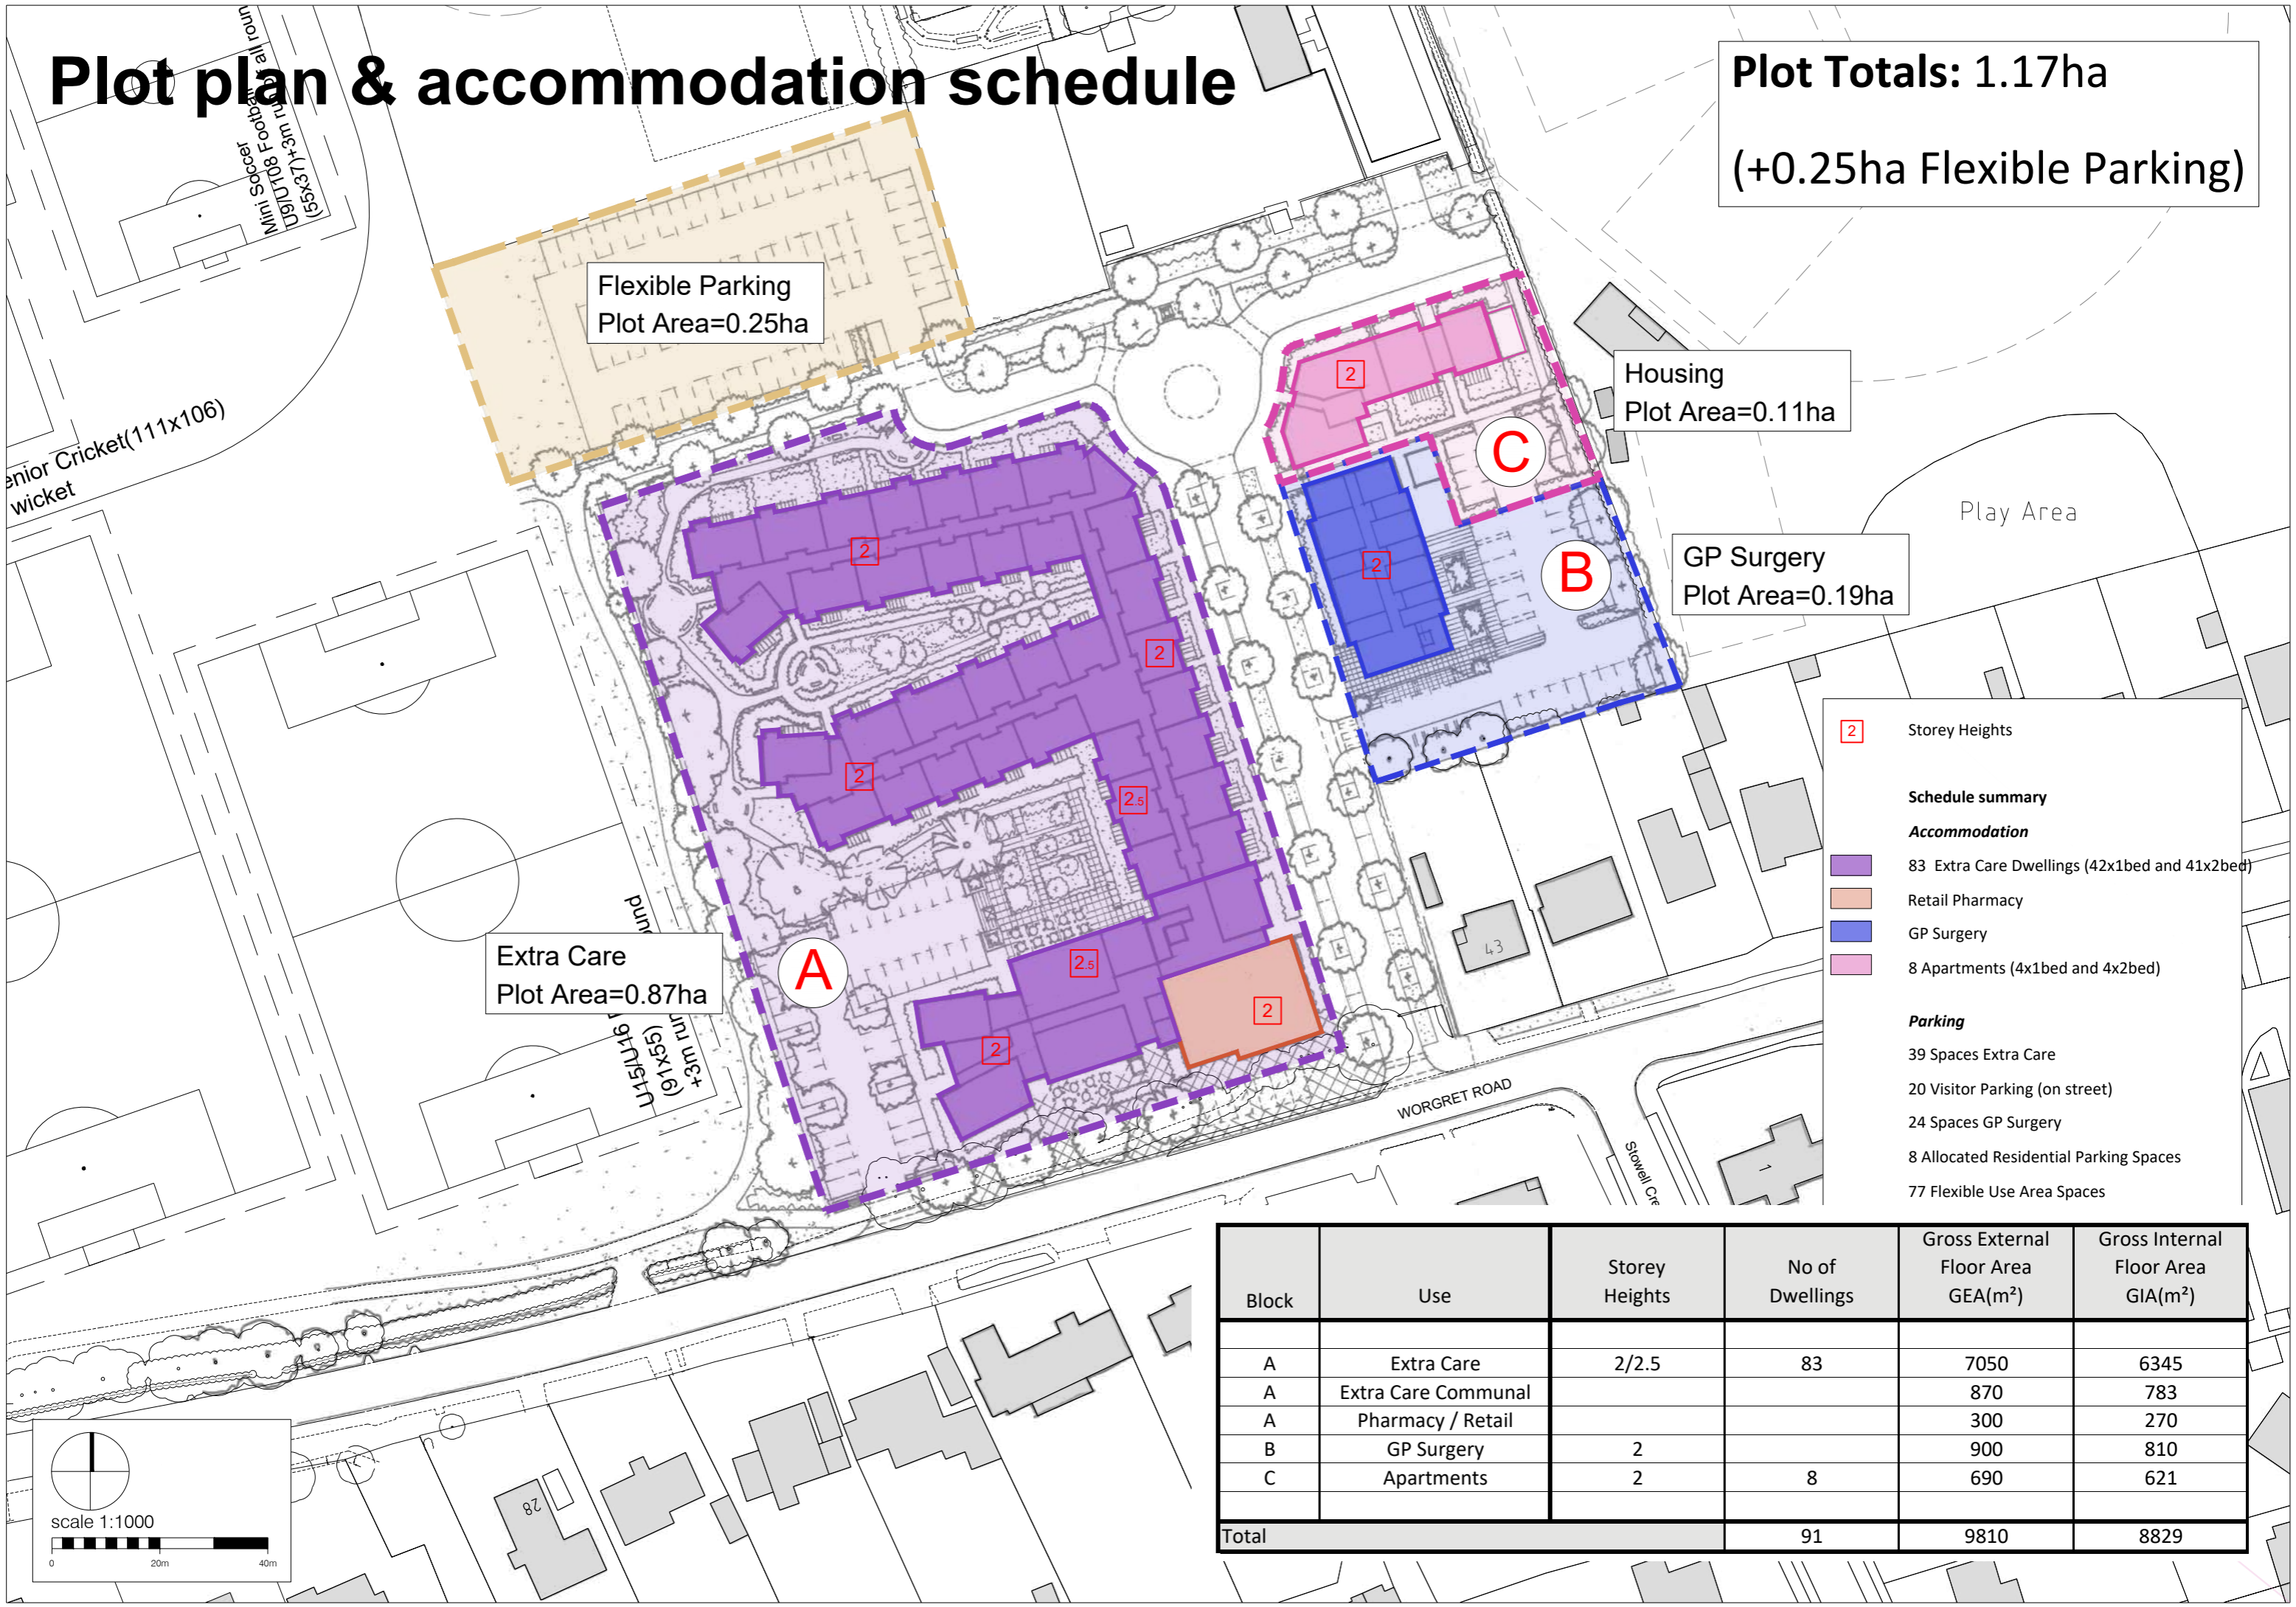 Plot plan & accommodation schedule
Plot Totals: 1.17ha
(+0.25ha Flexible Parking)
Mini Soccer
U9/U10
(55x37)+3m
all roun
Flexible Parking
Plot Area=0.25ha
enior Cricket(111x106)
wicket
Housing
Plot Area=0.11ha
GP Surgery
Plot Area=0.19ha
Play Area
Extra Care
Plot Area=0.87ha
A
B
C
2
2
2
2
2
2.5
2.5
2
2
und
U15/U16
(91x55)
+3m run
43
WORGRET ROAD
Stowell Cre
1
28
2 Storey Heights
Schedule summary
Accommodation
83 Extra Care Dwellings (42x1bed and 41x2bed)
Retail Pharmacy
GP Surgery
8 Apartments (4x1bed and 4x2bed)
Parking
39 Spaces Extra Care
20 Visitor Parking (on street)
24 Spaces GP Surgery
8 Allocated Residential Parking Spaces
77 Flexible Use Area Spaces
Block Use Storey Heights No of Dwellings Gross External Floor Area GEA(m²) Gross Internal Floor Area GIA(m²)
A Extra Care 2/2.5 83 7050 6345
A Extra Care Communal 870 783
A Pharmacy / Retail 300 270
B GP Surgery 2 900 810
C Apartments 2 8 690 621
Total 91 9810 8829
scale 1:1000
0 20m 40m